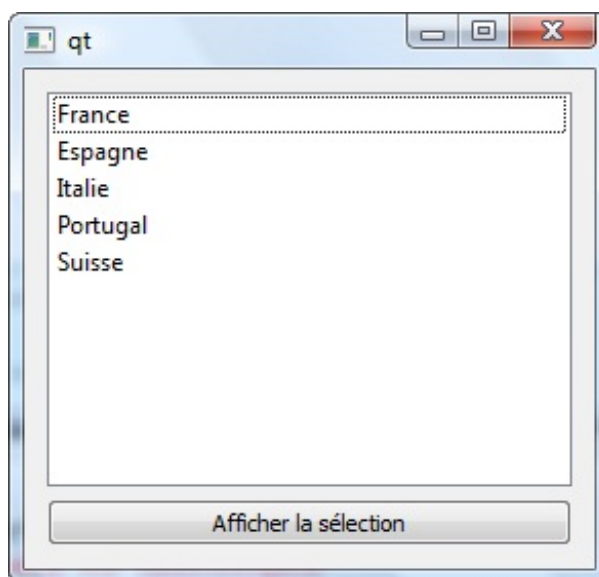 qt
France
Espagne
Italie
Portugal
Suisse
Afficher la sélection